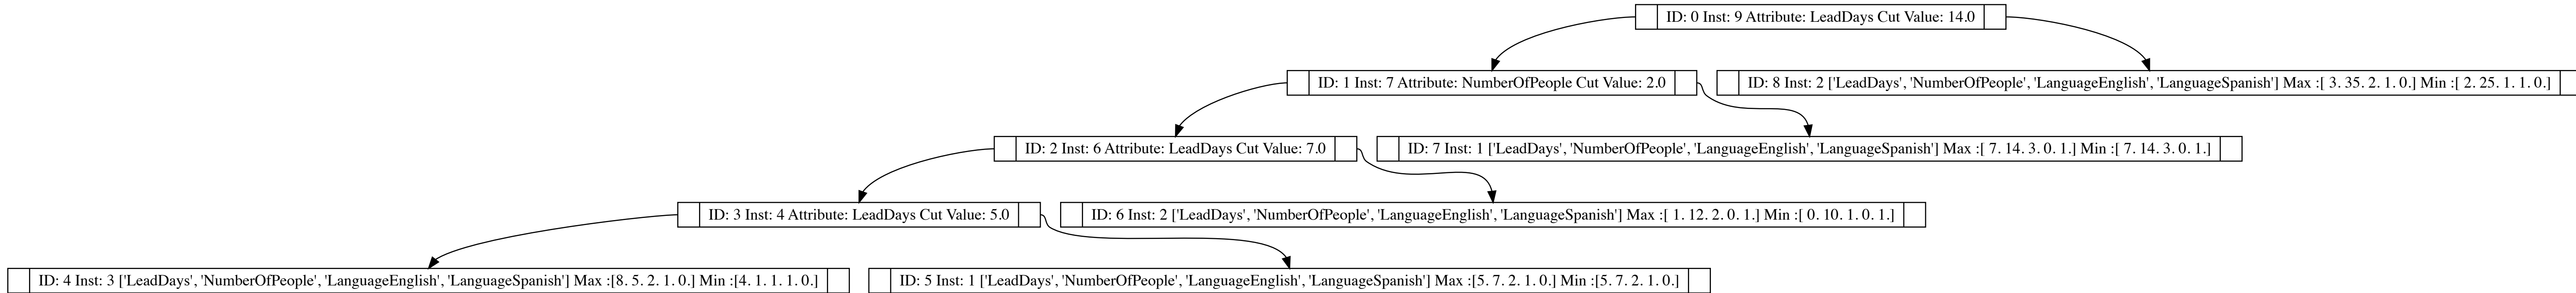 ID: 0 Inst: 9 Attribute: LeadDays Cut Value: 14.0
ID: 1 Inst: 7 Attribute: NumberOfPeople Cut Value: 2.0
ID: 8 Inst: 2 ['LeadDays', 'NumberOfPeople', 'LanguageEnglish', 'LanguageSpanish'] Max :[ 3. 35. 2. 1. 0.] Min :[ 2. 25. 1. 1. 0.]
ID: 2 Inst: 6 Attribute: LeadDays Cut Value: 7.0
ID: 7 Inst: 1 ['LeadDays', 'NumberOfPeople', 'LanguageEnglish', 'LanguageSpanish'] Max :[ 7. 14. 3. 0. 1.] Min :[ 7. 14. 3. 0. 1.]
ID: 3 Inst: 4 Attribute: LeadDays Cut Value: 5.0
ID: 6 Inst: 2 ['LeadDays', 'NumberOfPeople', 'LanguageEnglish', 'LanguageSpanish'] Max :[ 1. 12. 2. 0. 1.] Min :[ 0. 10. 1. 0. 1.]
ID: 4 Inst: 3 ['LeadDays', 'NumberOfPeople', 'LanguageEnglish', 'LanguageSpanish'] Max :[8. 5. 2. 1. 0.] Min :[4. 1. 1. 1. 0.]
ID: 5 Inst: 1 ['LeadDays', 'NumberOfPeople', 'LanguageEnglish', 'LanguageSpanish'] Max :[5. 7. 2. 1. 0.] Min :[5. 7. 2. 1. 0.]